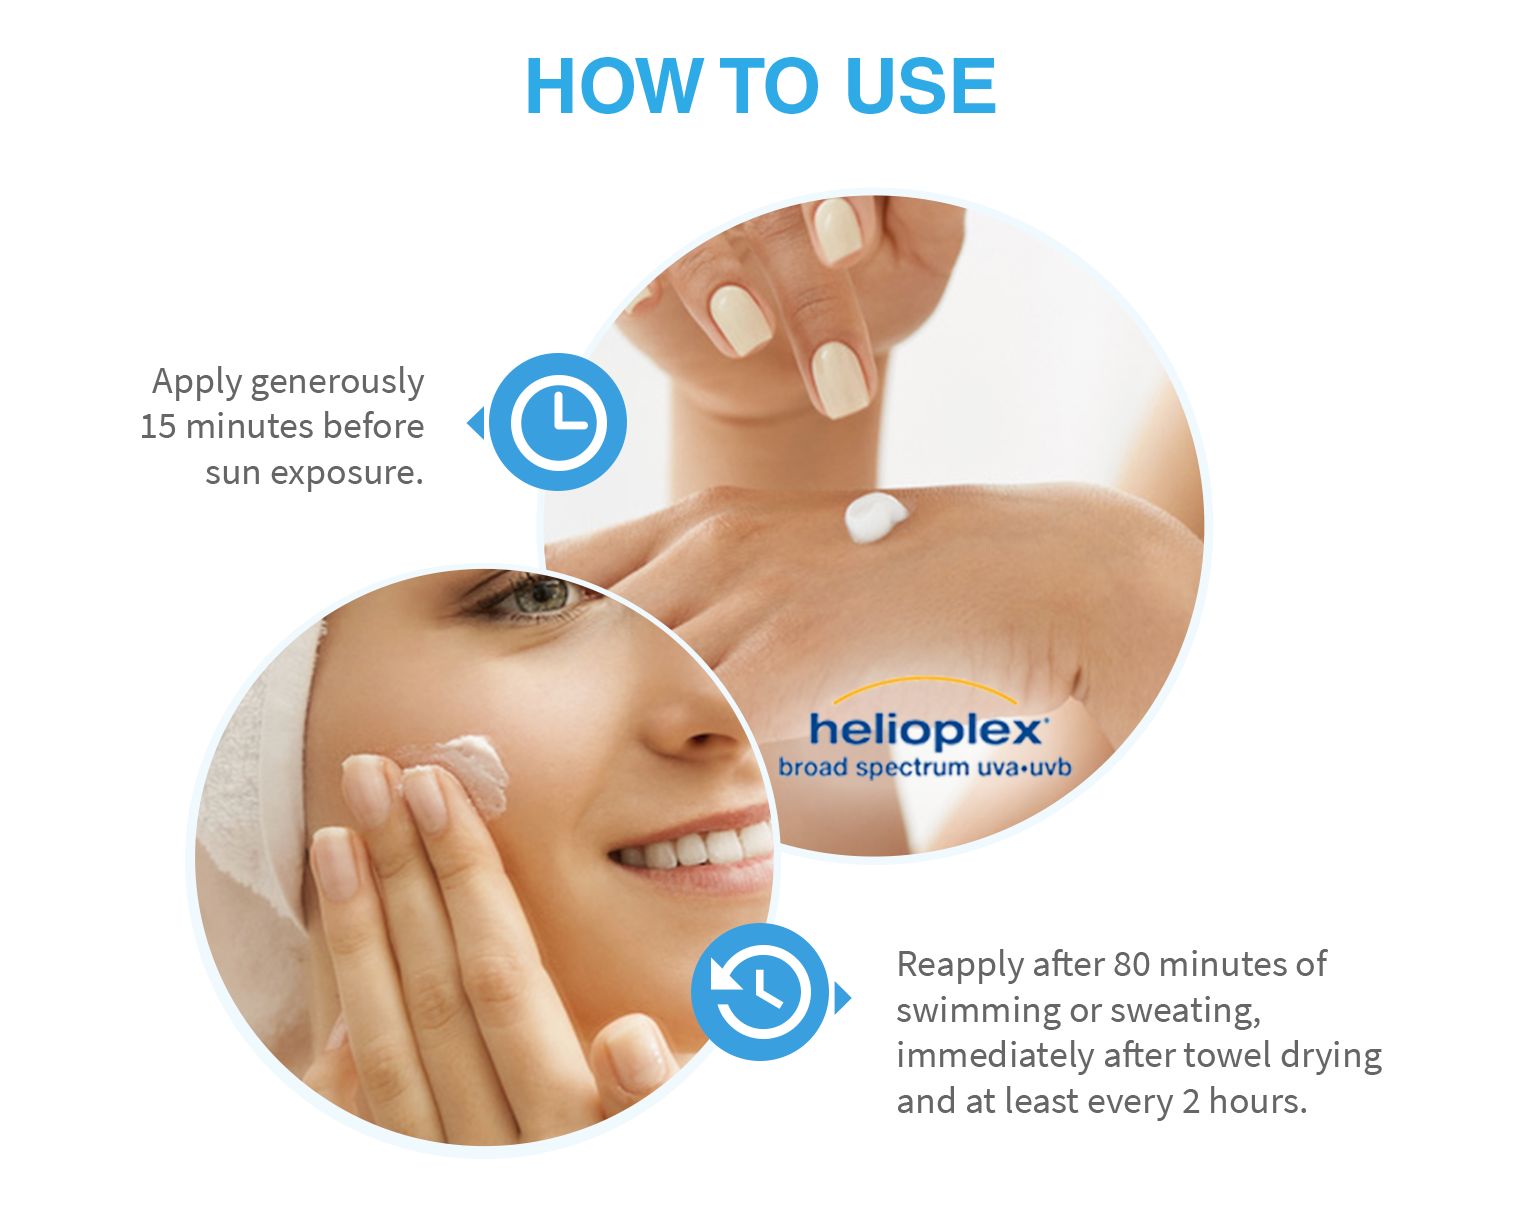 HOW TO USE
Apply generously
15 minutes before
sun exposure.
helioplex
broad spectrum uva•uvb
Reapply after 80 minutes of
swimming or sweating,
immediately after towel drying
and at least every 2 hours.